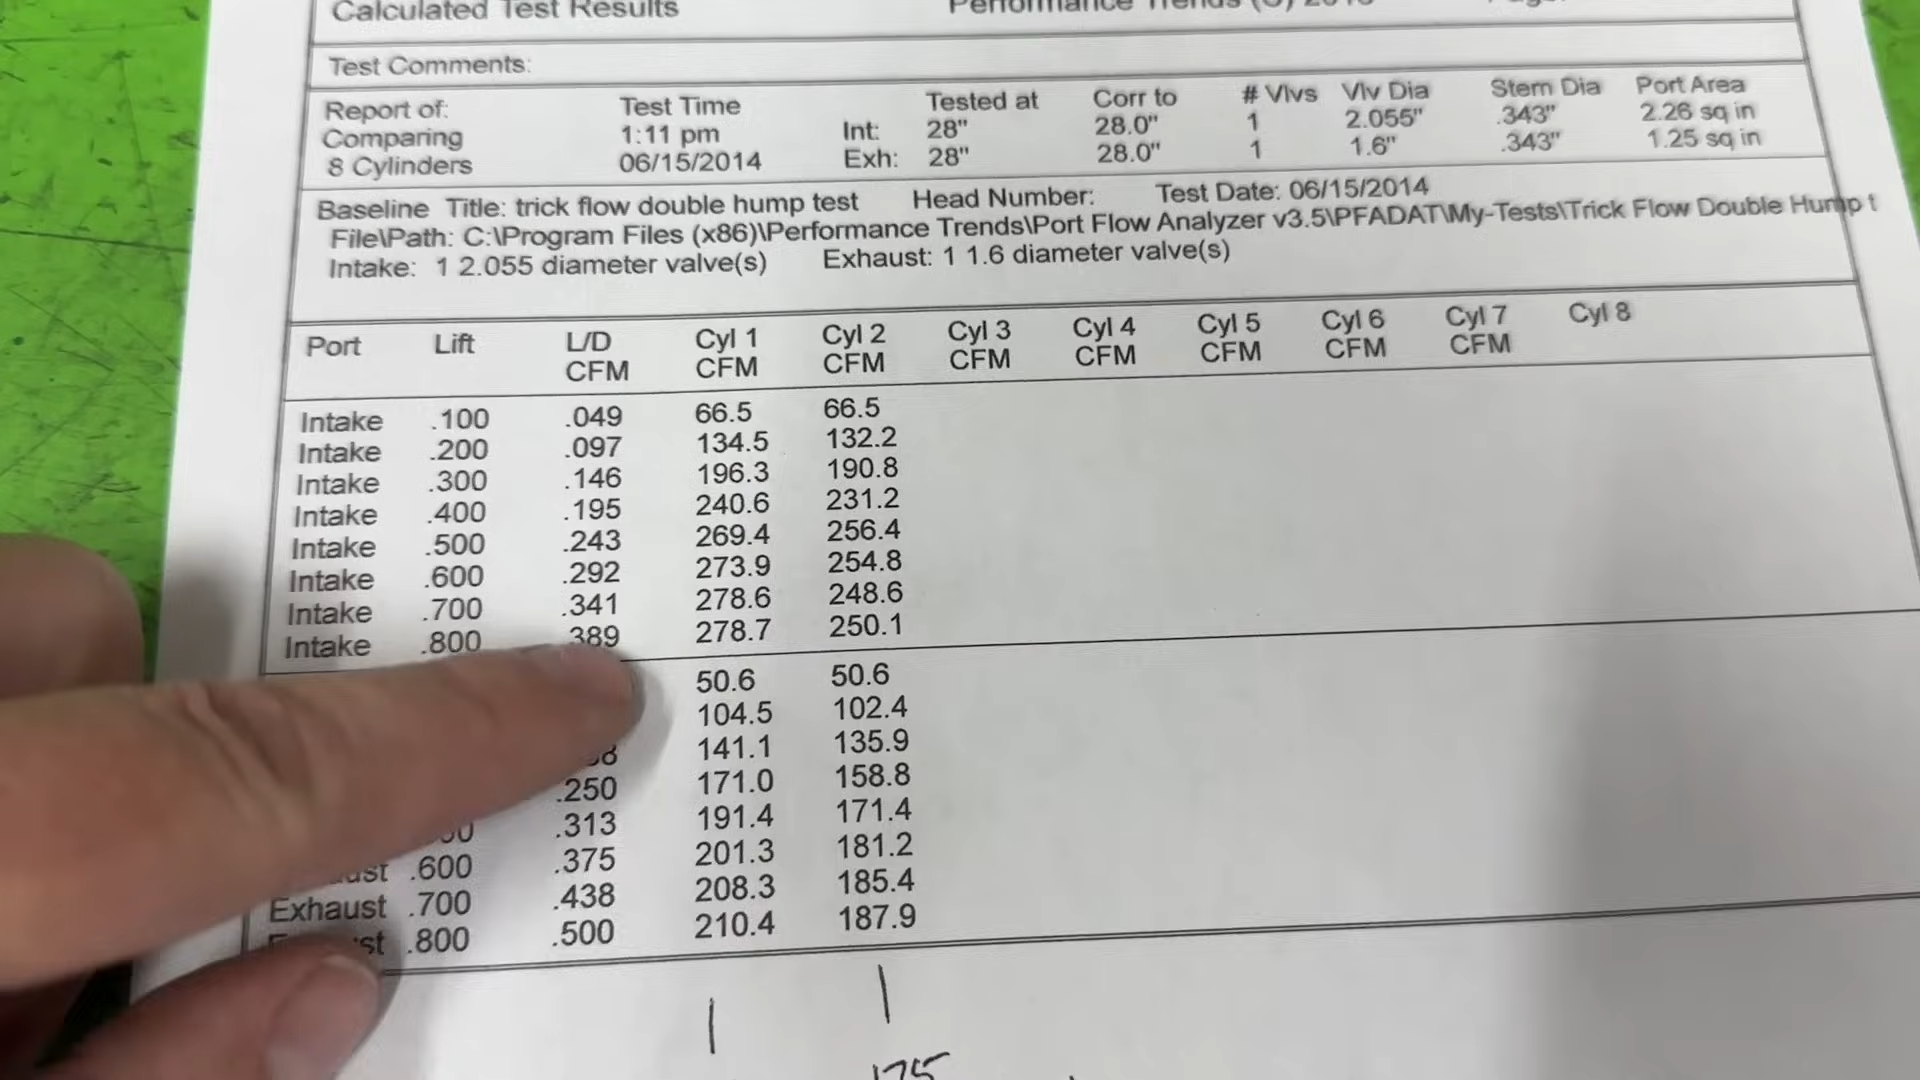 Calculated Test Results Performance Trends (C) 2013 Page:
Test Comments:
Report of: Test Time Tested at Corr to # Vlvs Vlv Dia Stem Dia Port Area
Comparing 1:11 pm Int: 28" 28.0" 1 2.055" .343" 2.26 sq in
8 Cylinders 06/15/2014 Exh: 28" 28.0" 1 1.6" .343" 1.25 sq in
Baseline Title: trick flow double hump test Head Number: Test Date: 06/15/2014
File\Path: C:\Program Files (x86)\Performance Trends\Port Flow Analyzer v3.5\PFADAT\My-Tests\Trick Flow Double Hump t
Intake: 1 2.055 diameter valve(s) Exhaust: 1 1.6 diameter valve(s)
Port Lift L/D Cyl 1 Cyl 2 Cyl 3 Cyl 4 Cyl 5 Cyl 6 Cyl 7 Cyl 8
CFM CFM CFM CFM CFM CFM CFM CFM
Intake .100 .049 66.5 66.5
Intake .200 .097 134.5 132.2
Intake .300 .146 196.3 190.8
Intake .400 .195 240.6 231.2
Intake .500 .243 269.4 256.4
Intake .600 .292 273.9 254.8
Intake .700 .341 278.6 248.6
Intake .800 .389 278.7 250.1
50.6 50.6
104.5 102.4
141.1 135.9
.250 171.0 158.8
.313 191.4 171.4
.600 .375 201.3 181.2
Exhaust .700 .438 208.3 185.4
.800 .500 210.4 187.9
175